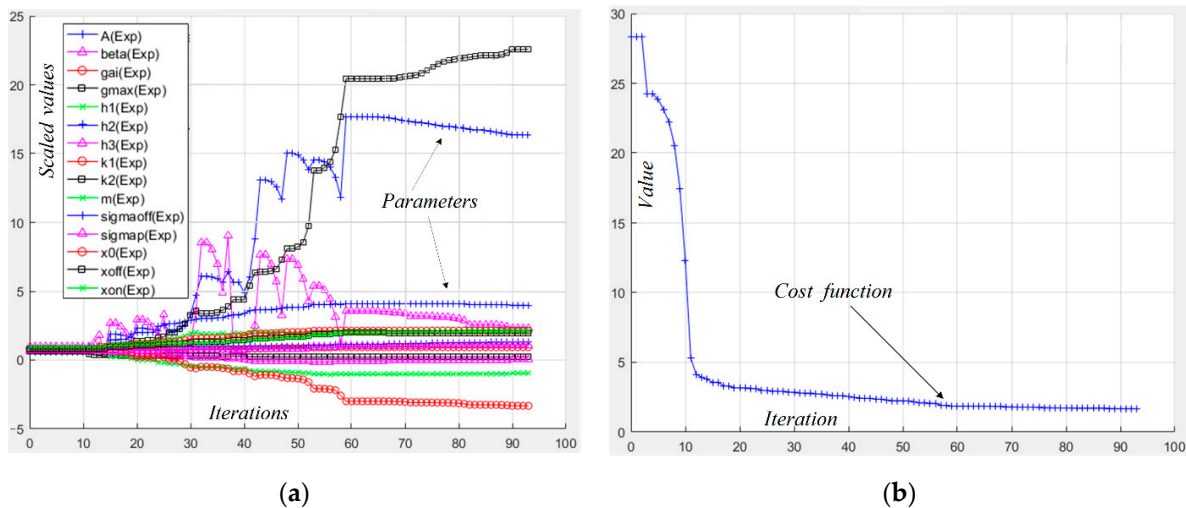 25
20
15
10
5
0
−5
0 10 20 30 40 50 60 70 80 90 100
Scaled values
A(Exp)
beta(Exp)
gai(Exp)
gmax(Exp)
h1(Exp)
h2(Exp)
h3(Exp)
k1(Exp)
k2(Exp)
m(Exp)
sigmaoff(Exp)
sigmap(Exp)
x0(Exp)
xoff(Exp)
xon(Exp)
Parameters
Iterations
(a)
30
25
20
15
10
5
0
0 10 20 30 40 50 60 70 80 90 100
Value
Cost function
Iteration
(b)